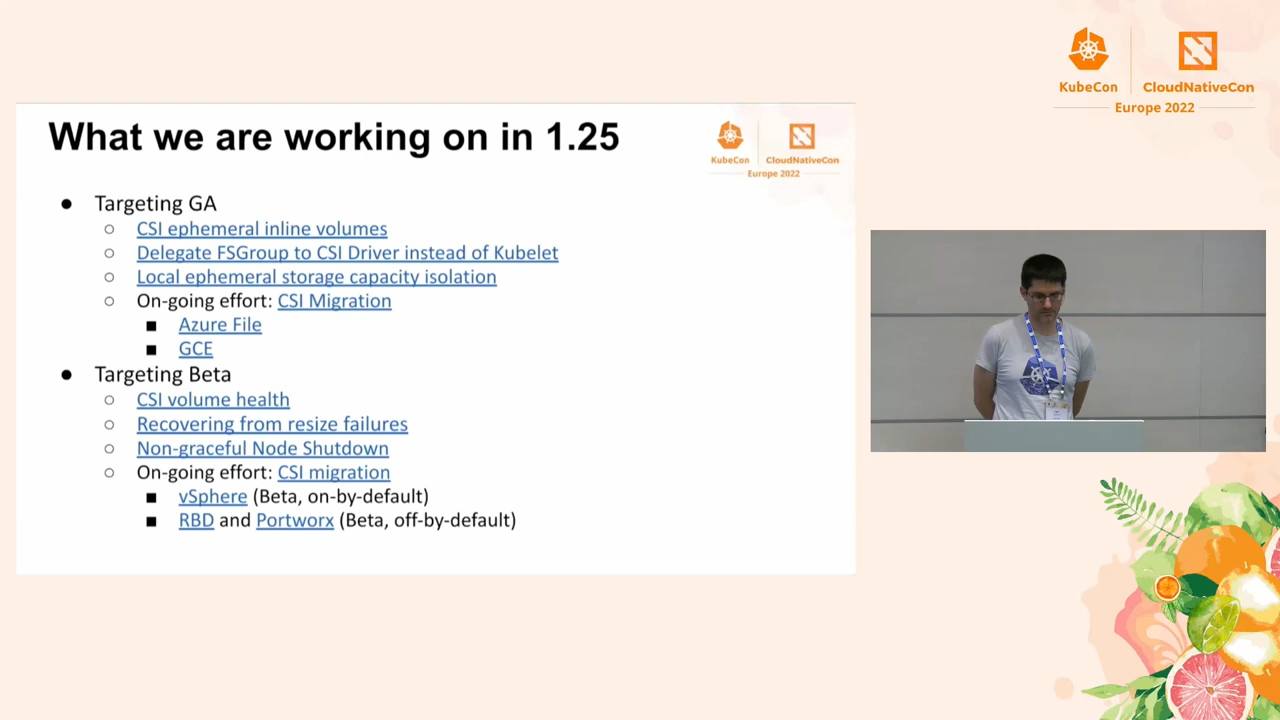 KubeCon
CloudNativeCon
Europe 2022
What we are working on in 1.25
KubeCon
CloudNativeCon
Europe 2022
● Targeting GA
○ CSI ephemeral inline volumes
○ Delegate FSGroup to CSI Driver instead of Kubelet
○ Local ephemeral storage capacity isolation
○ On-going effort: CSI Migration
■ Azure File
■ GCE
● Targeting Beta
○ CSI volume health
○ Recovering from resize failures
○ Non-graceful Node Shutdown
○ On-going effort: CSI migration
■ vSphere (Beta, on-by-default)
■ RBD and Portworx (Beta, off-by-default)